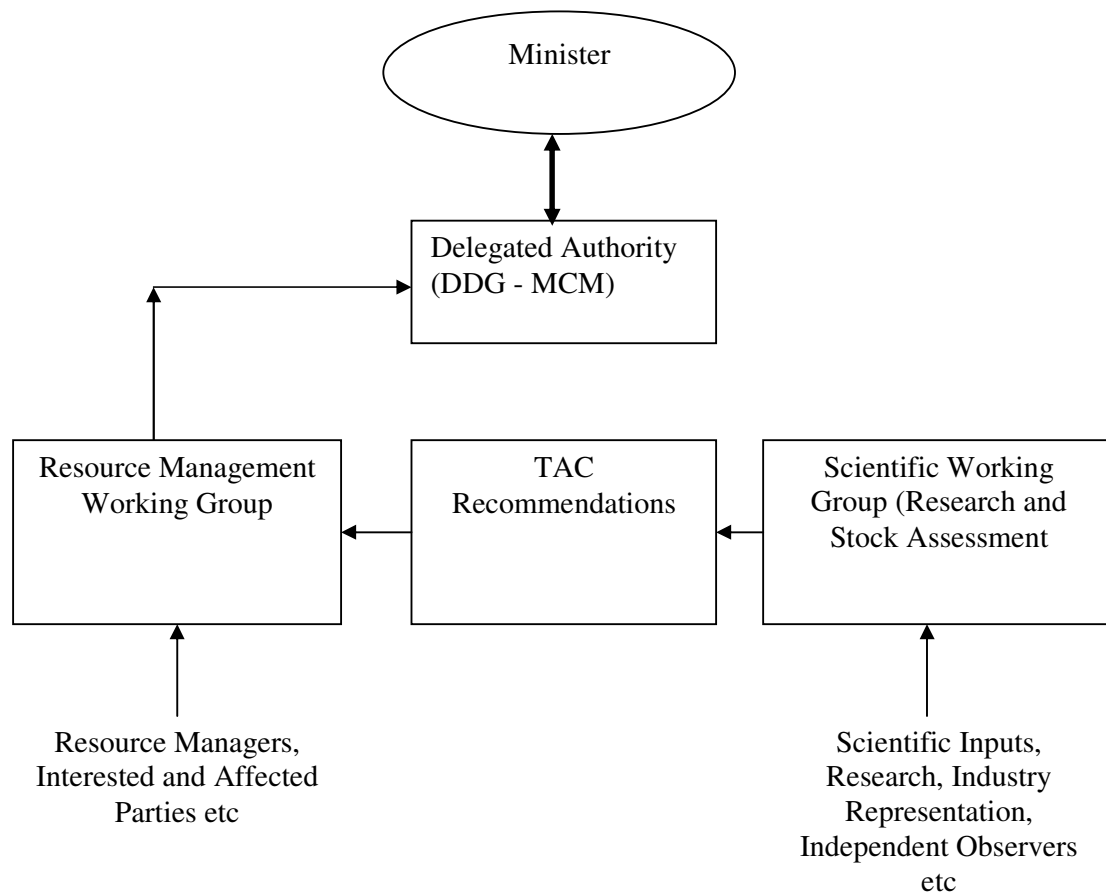 Minister
Delegated Authority
(DDG - MCM)
Resource Management
Working Group
TAC
Recommendations
Scientific Working
Group (Research and
Stock Assessment
Resource Managers,
Interested and Affected
Parties etc
Scientific Inputs,
Research, Industry
Representation,
Independent Observers
etc